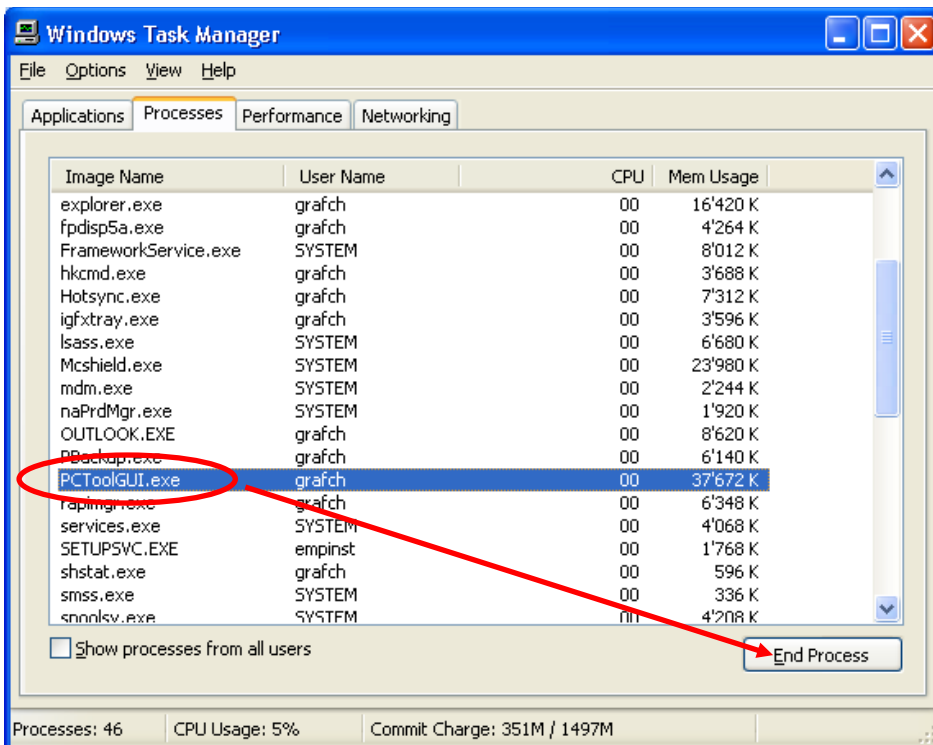 Windows Task Manager
File Options View Help
Applications Processes Performance Networking
Image Name User Name CPU Mem Usage
explorer.exe grafch 00 16'420 K
fpdisp5a.exe grafch 00 4'264 K
FrameworkService.exe SYSTEM 00 8'012 K
hkcmd.exe grafch 00 3'688 K
Hotsync.exe grafch 00 7'312 K
igfxtray.exe grafch 00 3'596 K
lsass.exe SYSTEM 00 6'680 K
Mcshield.exe SYSTEM 00 23'980 K
mdm.exe SYSTEM 00 2'244 K
naPrdMgr.exe SYSTEM 00 1'920 K
OUTLOOK.EXE grafch 00 8'620 K
PBackup.exe grafch 00 6'140 K
PCToolGUI.exe grafch 00 37'672 K
rapimgr.exe grafch 00 6'348 K
services.exe SYSTEM 00 4'068 K
SETUPSVC.EXE empinst 00 1'768 K
shstat.exe grafch 00 596 K
smss.exe SYSTEM 00 336 K
spoolsv.exe SYSTEM 00 4'208 K
Show processes from all users
End Process
Processes: 46 CPU Usage: 5% Commit Charge: 351M / 1497M